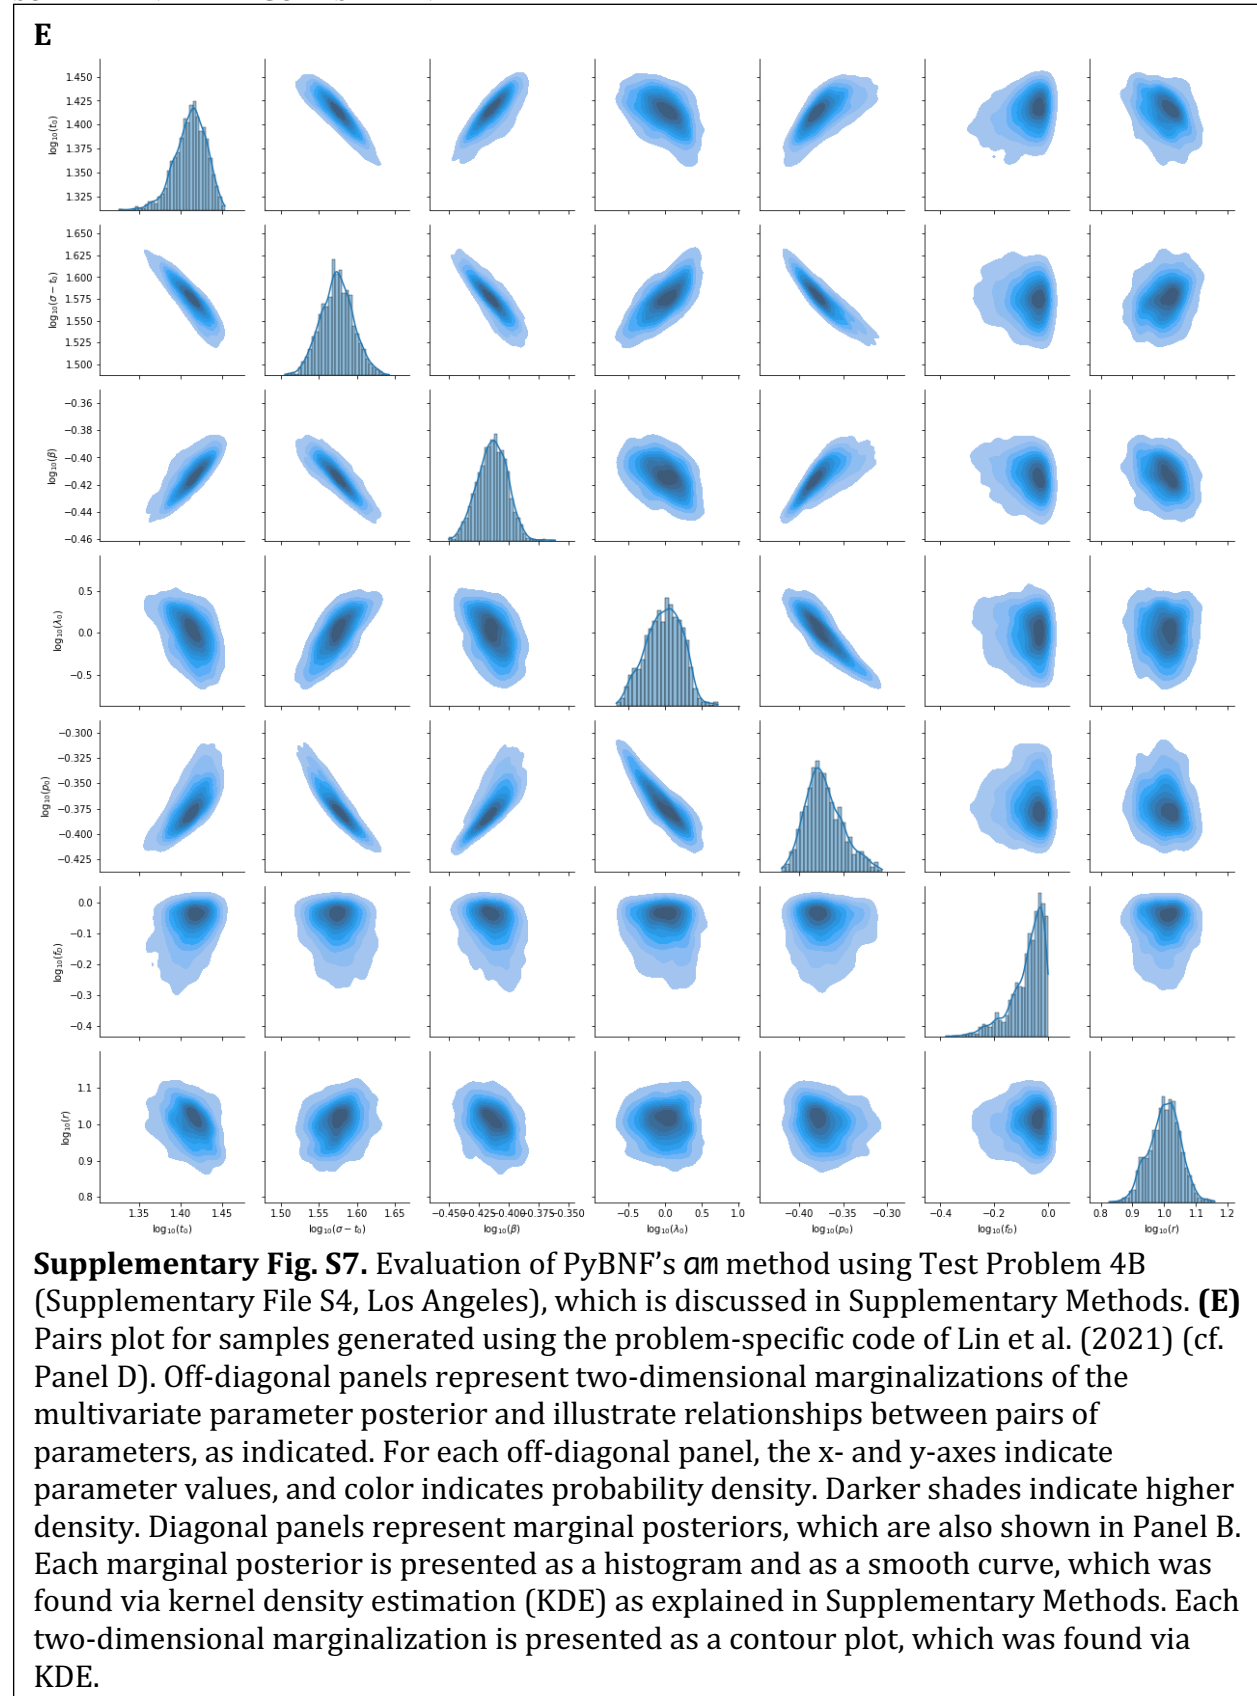 E
1.450
1.425
1.400
1.375
1.350
1.325
log₁₀(t₀)
1.650
1.625
1.600
1.575
1.550
1.525
1.500
log₁₀(σ − t₀)
−0.36
−0.38
−0.40
−0.42
−0.44
−0.46
log₁₀(β)
0.5
0.0
−0.5
log₁₀(λ₀)
−0.300
−0.325
−0.350
−0.375
−0.400
−0.425
log₁₀(p₀)
0.0
−0.1
−0.2
−0.3
−0.4
log₁₀(f_D)
1.1
1.0
0.9
0.8
log₁₀(r)
1.35 1.40 1.45 1.50 1.55 1.60 1.65 −0.450 −0.425 −0.400 −0.375 −0.350 −0.5 0.0 0.5 1.0 −0.40 −0.35 −0.30 −0.4 −0.2 0.0 0.8 0.9 1.0 1.1 1.2
log₁₀(t₀) log₁₀(σ − t₀) log₁₀(β) log₁₀(λ₀) log₁₀(p₀) log₁₀(f_D) log₁₀(r)
Supplementary Fig. S7. Evaluation of PyBNF’s am method using Test Problem 4B
(Supplementary File S4, Los Angeles), which is discussed in Supplementary Methods. (E)
Pairs plot for samples generated using the problem-specific code of Lin et al. (2021) (cf.
Panel D). Off-diagonal panels represent two-dimensional marginalizations of the
multivariate parameter posterior and illustrate relationships between pairs of
parameters, as indicated. For each off-diagonal panel, the x- and y-axes indicate
parameter values, and color indicates probability density. Darker shades indicate higher
density. Diagonal panels represent marginal posteriors, which are also shown in Panel B.
Each marginal posterior is presented as a histogram and as a smooth curve, which was
found via kernel density estimation (KDE) as explained in Supplementary Methods. Each
two-dimensional marginalization is presented as a contour plot, which was found via
KDE.